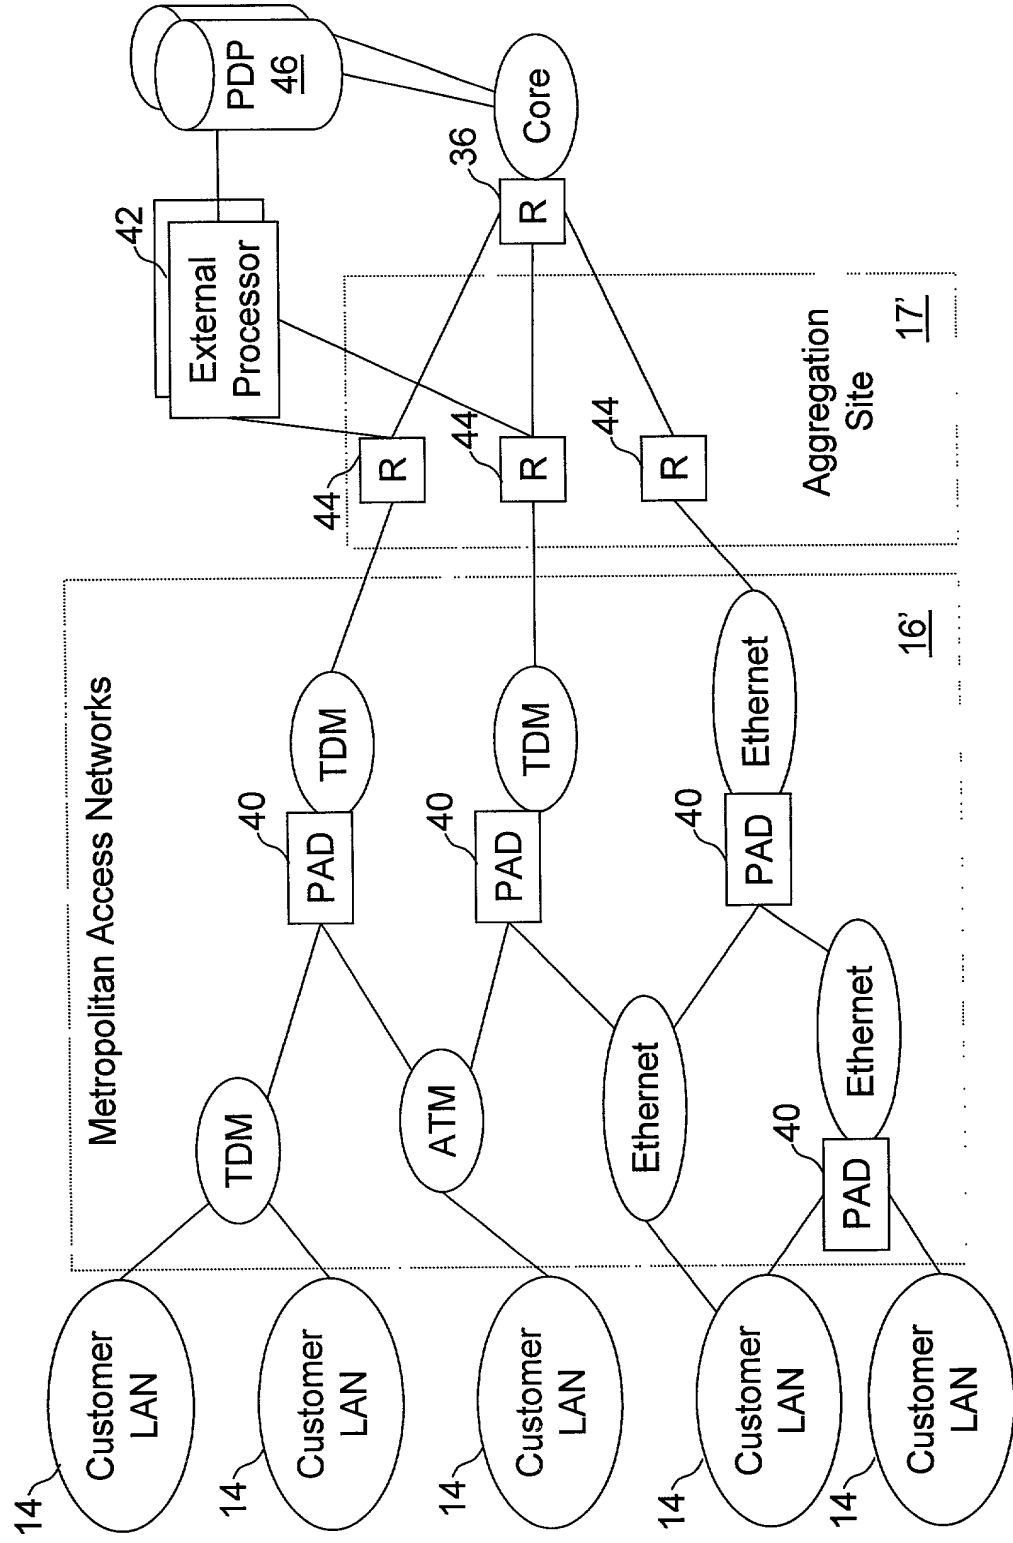 Metropolitan Access Networks
14
Customer
LAN
14
Customer
LAN
14
Customer
LAN
14
Customer
LAN
14
Customer
LAN
TDM
ATM
Ethernet
40
PAD
Ethernet
40
PAD
TDM
40
PAD
TDM
40
PAD
Ethernet
16'
44
R
44
R
44
R
Aggregation
Site
17'
42
External
Processor
PDP
46
36
R
Core